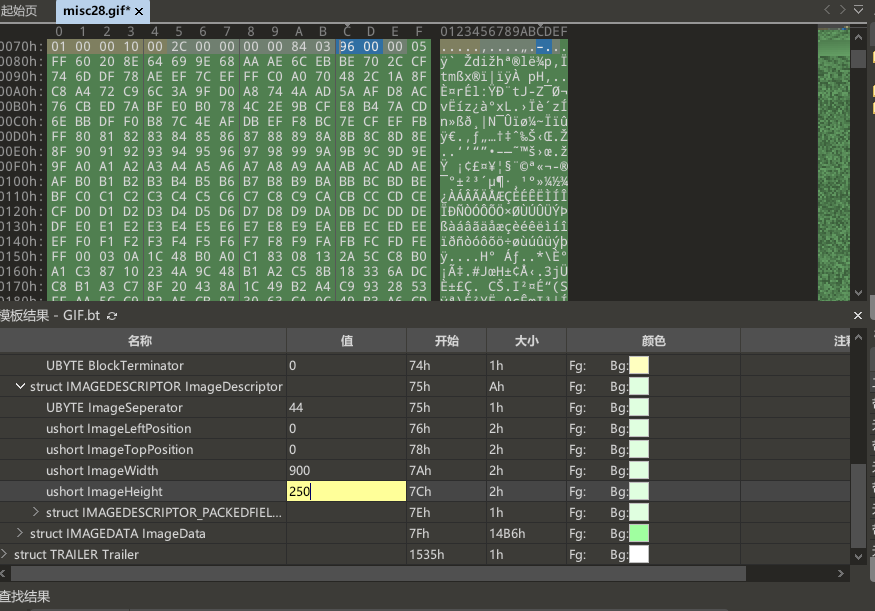 起始页 misc28.gif* ×
0 1 2 3 4 5 6 7 8 9 A B C D E F 0123456789ABCDEF
0070h: 01 00 00 10 00 2C 00 00 00 00 84 03 96 00 00 05
0080h: FF 60 20 8E 64 69 9E 68 AA AE 6C EB BE 70 2C CF
0090h: 74 6D DF 78 AE EF 7C EF FF C0 A0 70 48 2C 1A 8F
00A0h: C8 A4 72 C9 6C 3A 9F D0 A8 74 4A AD 5A AF D8 AC
00B0h: 76 CB ED 7A BF E0 B0 78 4C 2E 9B CF E8 B4 7A CD
00C0h: 6E BB DF F0 B8 7C 4E AF DB EF F8 BC 7E CF EF EF
00D0h: FF 80 81 82 83 84 85 86 87 88 89 8A 8B 8C 8D 8E
00E0h: 8F 90 91 92 93 94 95 96 97 98 99 9A 9B 9C 9D 9E
00F0h: 9F A0 A1 A2 A3 A4 A5 A6 A7 A8 A9 AA AB AC AD AE
0100h: AF B0 B1 B2 B3 B4 B5 B6 B7 B8 B9 BA BB BC BD BE
0110h: BF C0 C1 C2 C3 C4 C5 C6 C7 C8 C9 CA CB CC CD CE
0120h: CF D0 D1 D2 D3 D4 D5 D6 D7 D8 D9 DA DB DC DD DE
0130h: DF E0 E1 E2 E3 E4 E5 E6 E7 E8 E9 EA EB EC ED EE
0140h: EF F0 F1 F2 F3 F4 F5 F6 F7 F8 F9 FA FB FC FD FE
0150h: FF 00 03 0A 1C 48 B0 A0 C1 83 08 13 2A 5C C8 B0
0160h: A1 C3 87 10 23 4A 9C 48 B1 A2 C5 8B 18 33 6A DC
0170h: C8 B1 A3 C7 8F 20 43 8A 1C 49 B2 A4 C9 93 28 53
模板结果 - GIF.bt
名称 值 开始 大小 颜色
UBYTE BlockTerminator 0 74h 1h Fg: Bg:
struct IMAGEDESCRIPTOR ImageDescriptor 75h Ah Fg: Bg:
UBYTE ImageSeperator 44 75h 1h Fg: Bg:
ushort ImageLeftPosition 0 76h 2h Fg: Bg:
ushort ImageTopPosition 0 78h 2h Fg: Bg:
ushort ImageWidth 900 7Ah 2h Fg: Bg:
ushort ImageHeight 250 7Ch 2h Fg: Bg:
struct IMAGEDESCRIPTOR_PACKEDFIEL... 7Eh 1h Fg: Bg:
struct IMAGEDATA ImageData 7Fh 14B6h Fg: Bg:
struct TRAILER Trailer 1535h 1h Fg: Bg:
查找结果